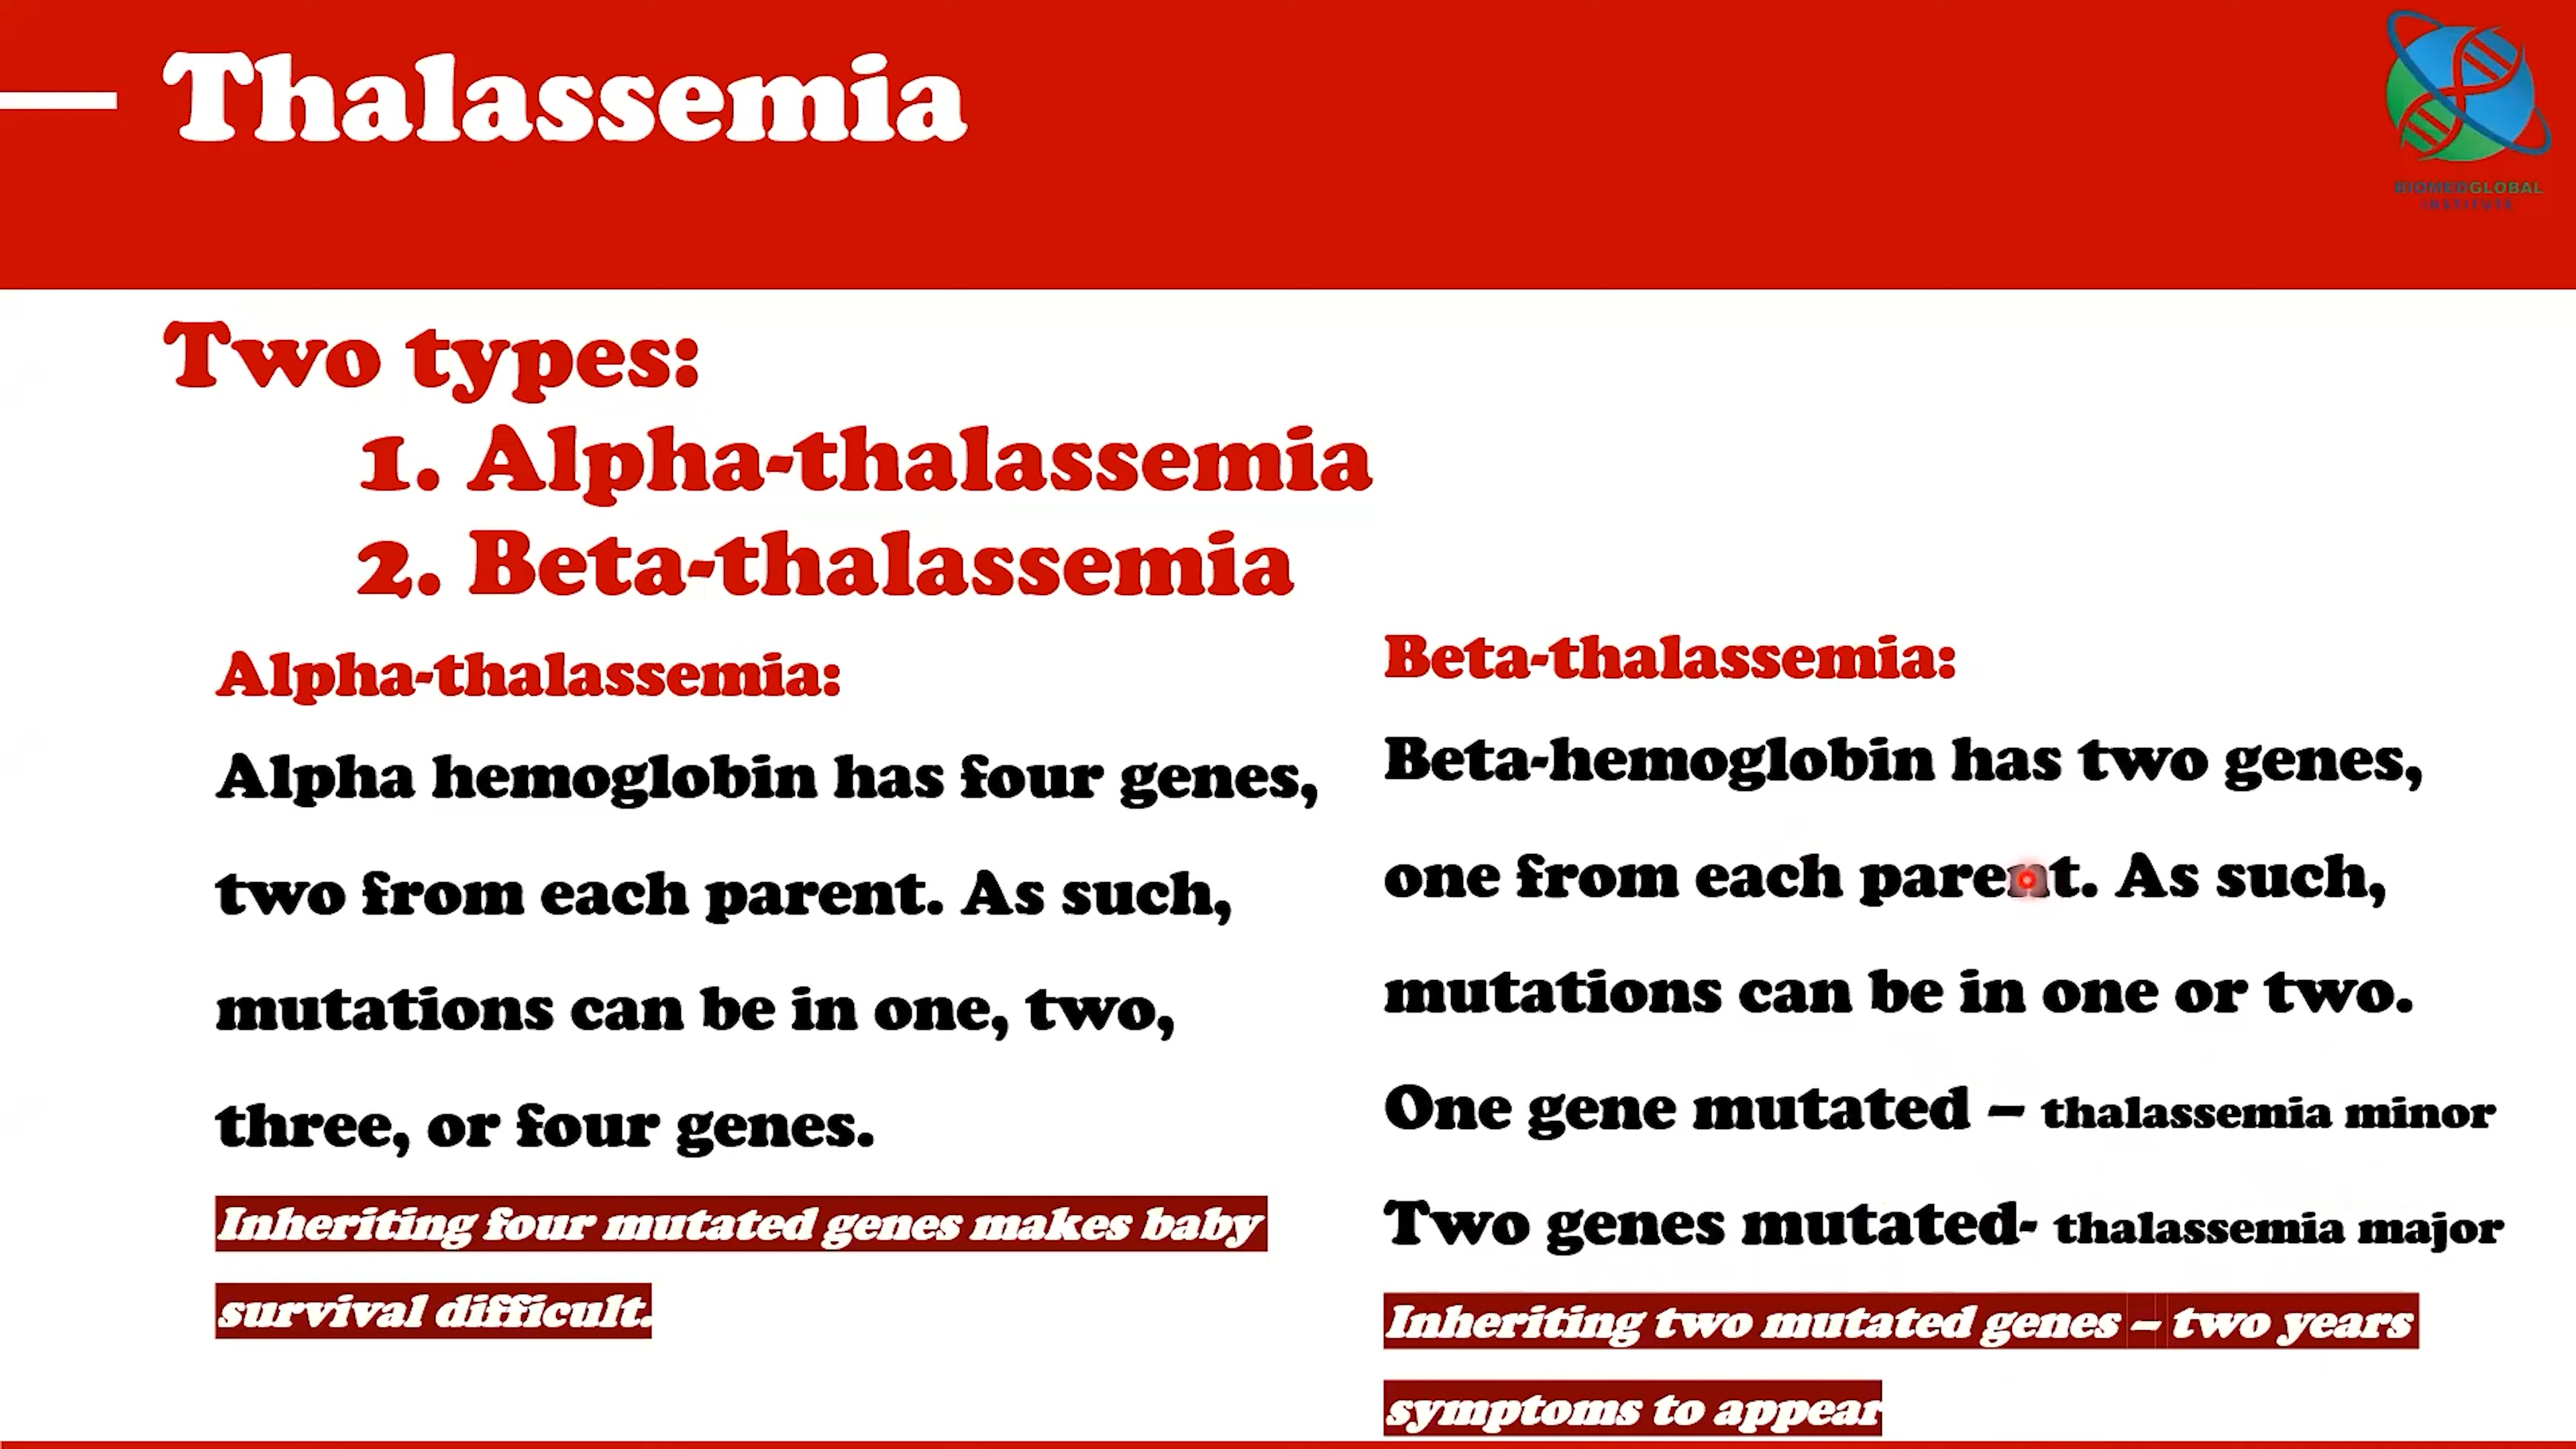 Thalassemia
BIOMEDGLOBAL
INSTITUTE
Two types:
1. Alpha-thalassemia
2. Beta-thalassemia
Alpha-thalassemia:
Alpha hemoglobin has four genes,
two from each parent. As such,
mutations can be in one, two,
three, or four genes.
Inheriting four mutated genes makes baby
survival difficult.
Beta-thalassemia:
Beta-hemoglobin has two genes,
one from each parent. As such,
mutations can be in one or two.
One gene mutated – thalassemia minor
Two genes mutated- thalassemia major
Inheriting two mutated genes – two years
symptoms to appear